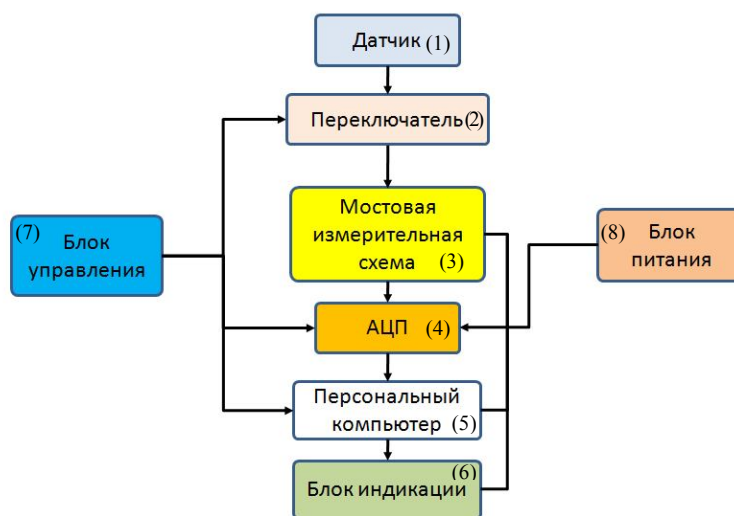 Датчик (1)
Переключатель(2)
Мостовая
измерительная
схема (3)
(7) Блок
управления
(8) Блок
питания
АЦП (4)
Персональный
компьютер (5)
(6)
Блок индикации